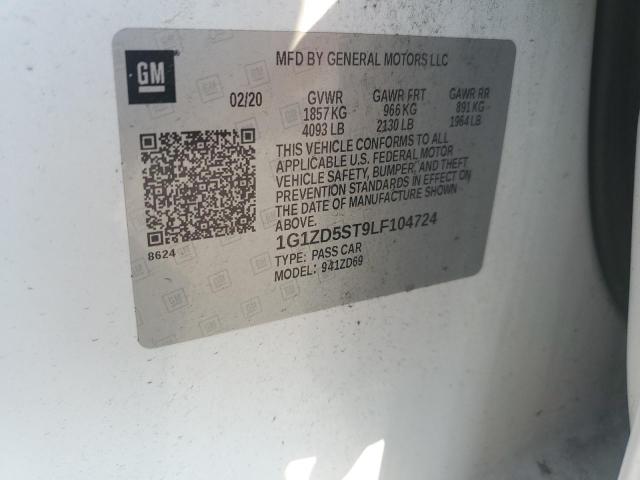 GM
MFD BY GENERAL MOTORS LLC
02/20 GVWR GAWR FRT GAWR RR
1857 KG 966 KG 891 KG
4093 LB 2130 LB 1964 LB
THIS VEHICLE CONFORMS TO ALL
APPLICABLE U.S. FEDERAL MOTOR
VEHICLE SAFETY, BUMPER, AND THEFT
PREVENTION STANDARDS IN EFFECT ON
THE DATE OF MANUFACTURE SHOWN
ABOVE.
8624
1G1ZD5ST9LF104724
TYPE: PASS CAR
MODEL: 941ZD69